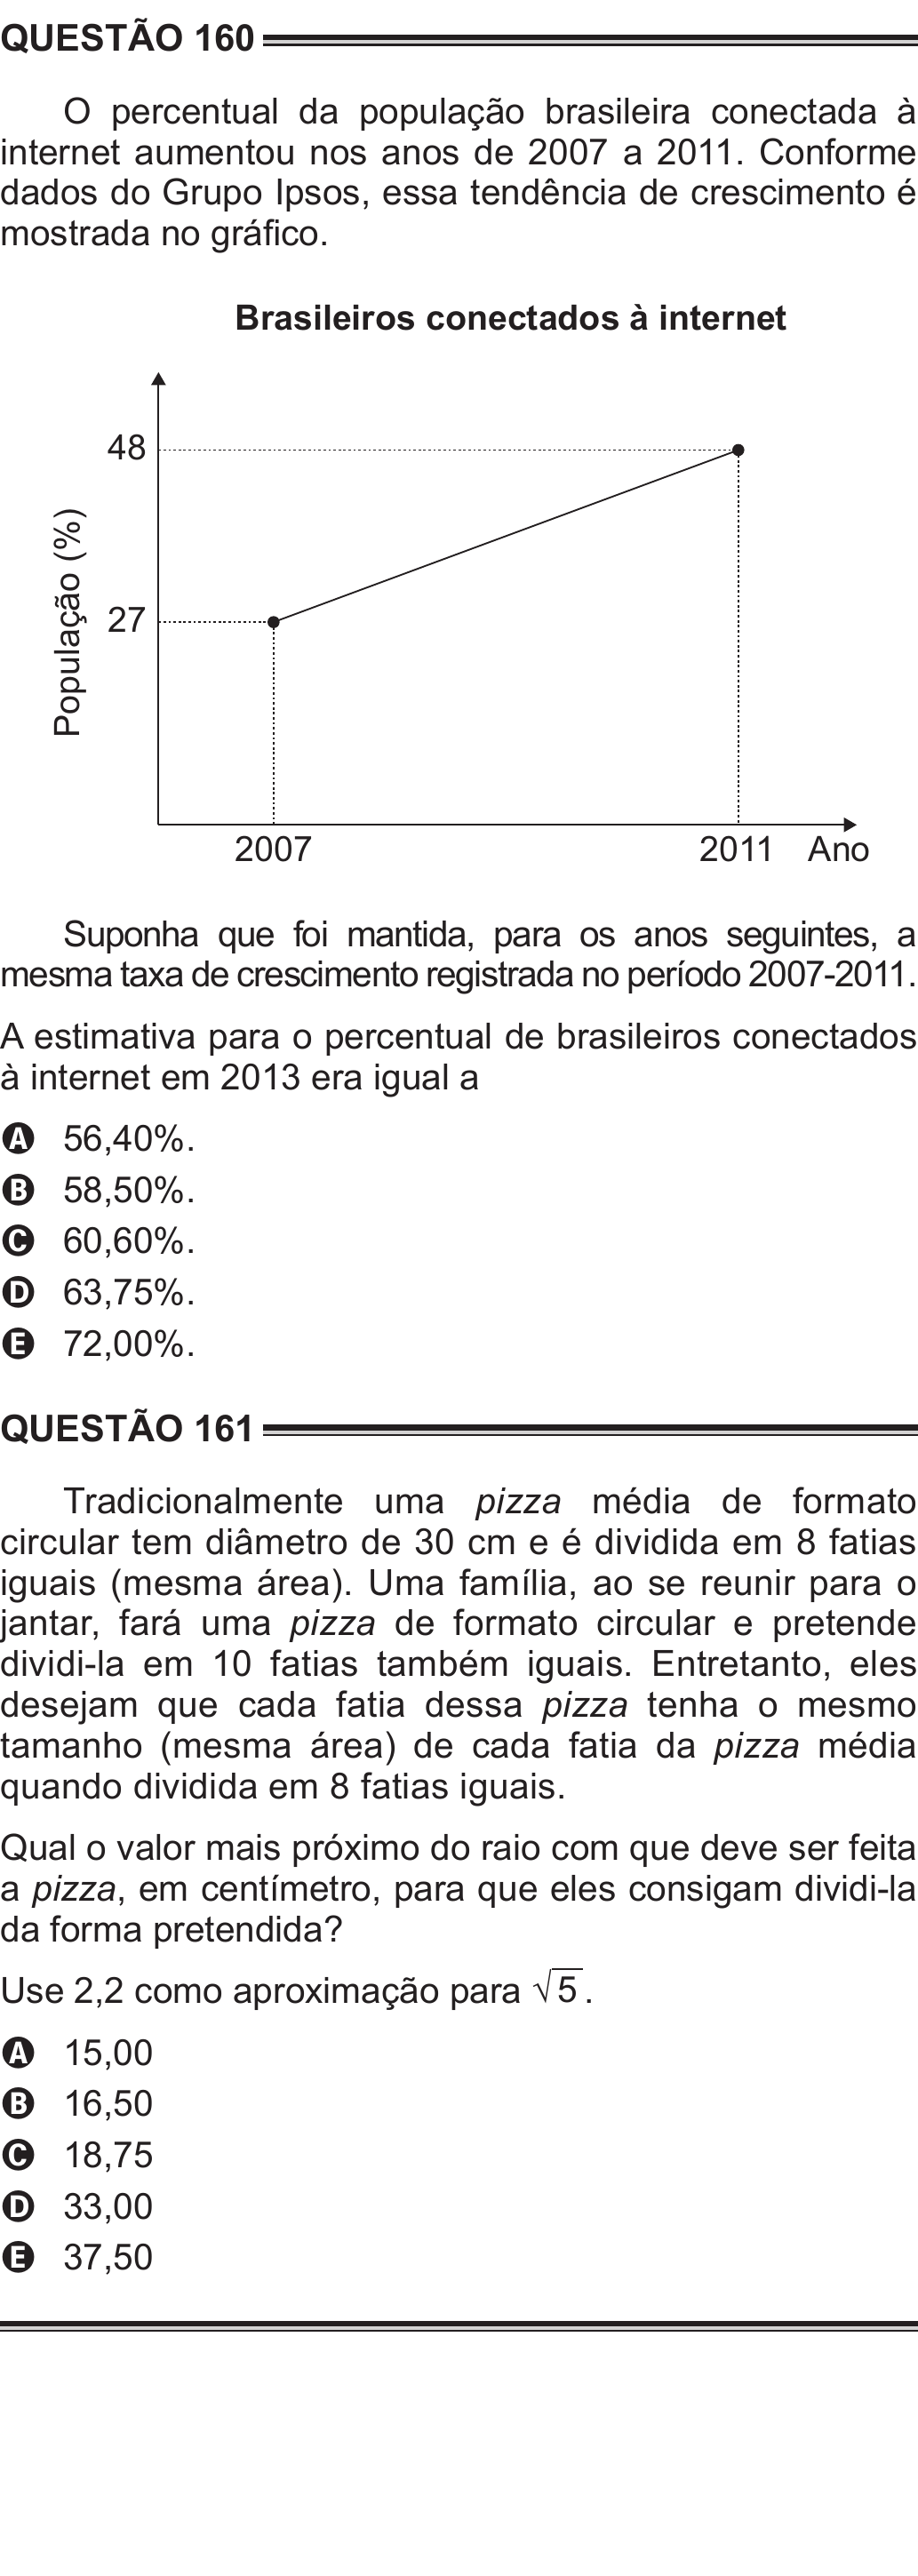 QUESTÃO 160
O percentual da população brasileira conectada à
internet aumentou nos anos de 2007 a 2011. Conforme
dados do Grupo Ipsos, essa tendência de crescimento é
mostrada no gráfico.
Brasileiros conectados à internet
População (%)
48
27
2007
2011
Ano
Suponha que foi mantida, para os anos seguintes, a
mesma taxa de crescimento registrada no período 2007-2011.
A estimativa para o percentual de brasileiros conectados
à internet em 2013 era igual a
A 56,40%.
B 58,50%.
C 60,60%.
D 63,75%.
E 72,00%.
QUESTÃO 161
Tradicionalmente uma pizza média de formato
circular tem diâmetro de 30 cm e é dividida em 8 fatias
iguais (mesma área). Uma família, ao se reunir para o
jantar, fará uma pizza de formato circular e pretende
dividi-la em 10 fatias também iguais. Entretanto, eles
desejam que cada fatia dessa pizza tenha o mesmo
tamanho (mesma área) de cada fatia da pizza média
quando dividida em 8 fatias iguais.
Qual o valor mais próximo do raio com que deve ser feita
a pizza, em centímetro, para que eles consigam dividi-la
da forma pretendida?
Use 2,2 como aproximação para √5.
A 15,00
B 16,50
C 18,75
D 33,00
E 37,50